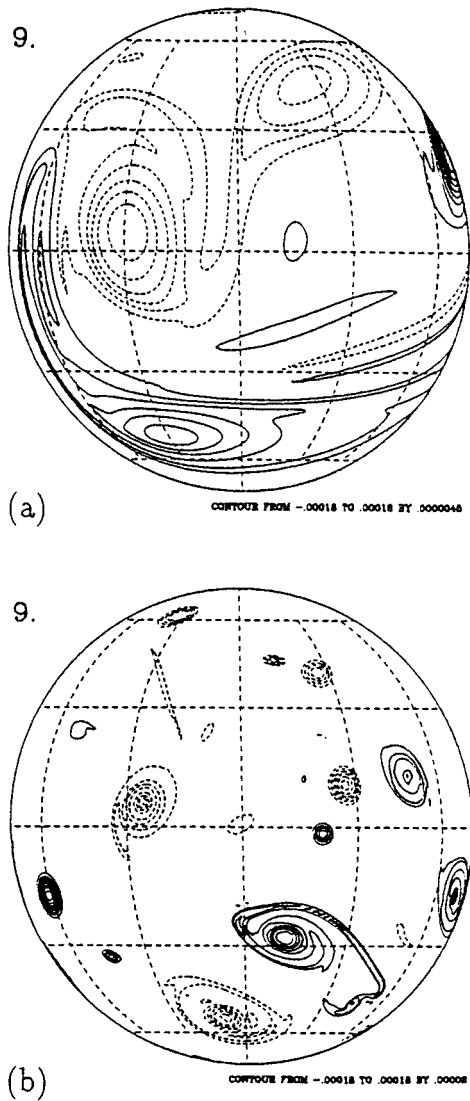 9.
(a)
CONTOUR FROM -.00018 TO .00018 BY .0000045
9.
(b)
CONTOUR FROM -.00018 TO .00018 BY .00002